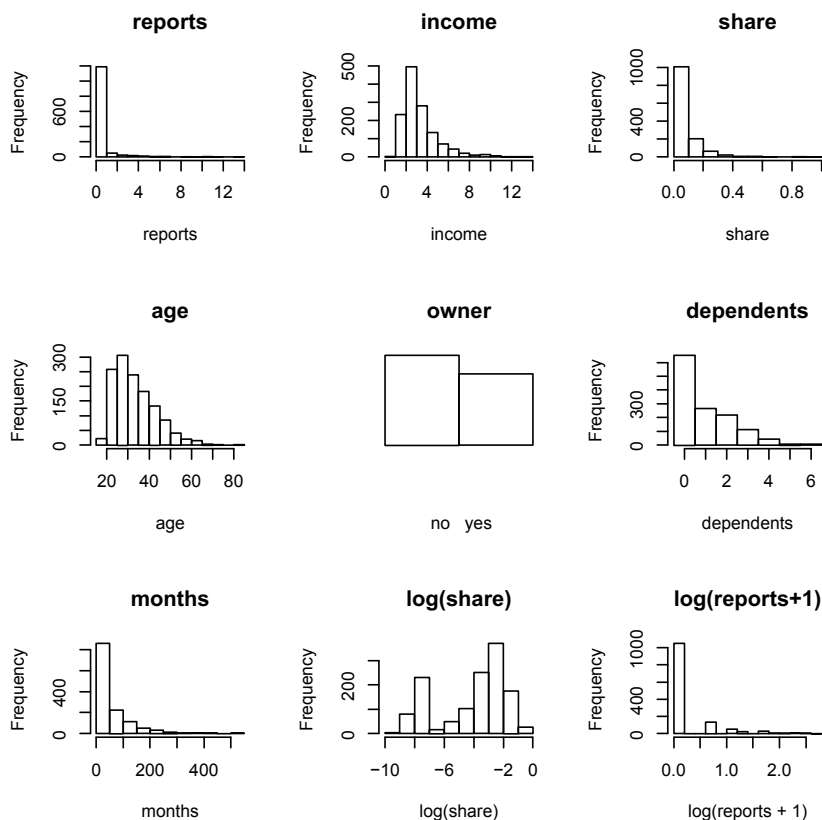 reports
Frequency
600
0
0 4 8 12
reports
income
Frequency
500
200
0
0 4 8 12
income
share
Frequency
1000
400
0
0.0 0.4 0.8
share
age
Frequency
300
150
0
20 40 60 80
age
owner
no yes
dependents
Frequency
300
0
0 2 4 6
dependents
months
Frequency
400
0
0 200 400
months
log(share)
Frequency
200
0
−10 −6 −2 0
log(share)
log(reports+1)
Frequency
1000
400
0
0.0 1.0 2.0
log(reports + 1)